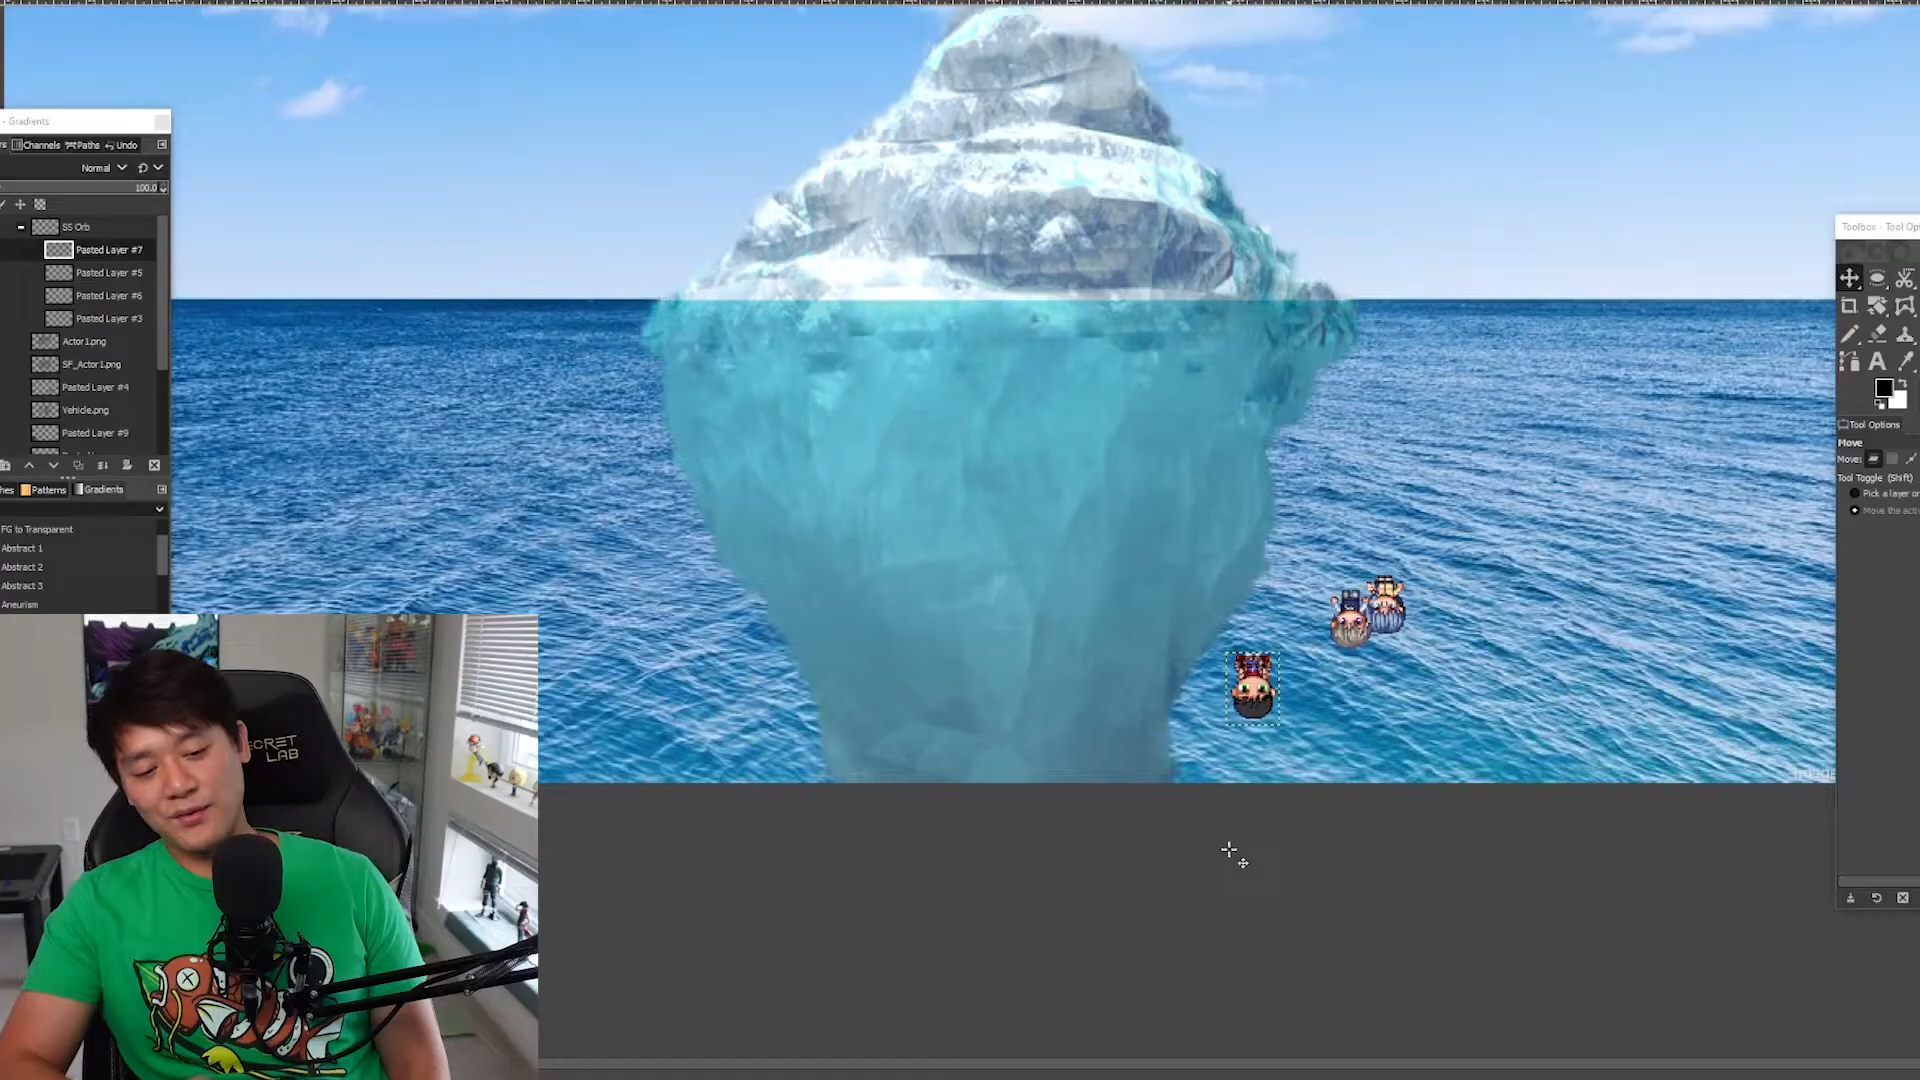 - Gradients
Channels
Paths
Undo
Normal
100.0
SS Orb
Pasted Layer #7
Pasted Layer #5
Pasted Layer #6
Pasted Layer #3
Actor1.png
SF_Actor1.png
Pasted Layer #4
Vehicle.png
Pasted Layer #9
Patterns
Gradients
FG to Transparent
Abstract 1
Abstract 2
Abstract 3
Aneurism
Toolbox - Tool Opt
Tool Options
Move
Move:
Tool Toggle (Shift)
Pick a layer or
Move the activ
ECRET
LAB